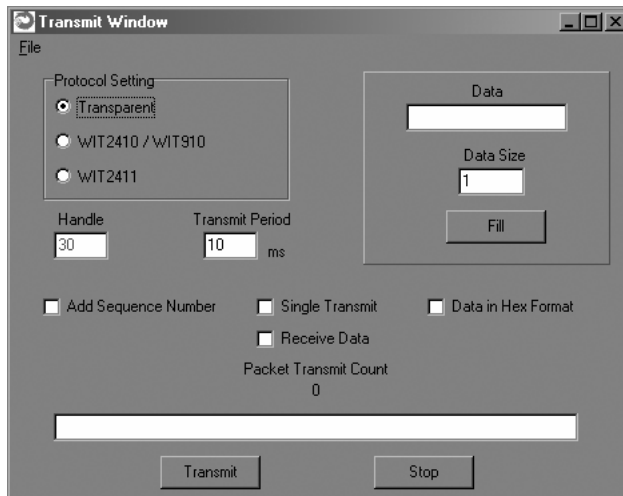 Transmit Window
File
Protocol Setting
Transparent
WIT2410 / WIT910
WIT2411
Data
Data Size
1
Fill
Handle
30
Transmit Period
10 ms
Add Sequence Number
Single Transmit
Data in Hex Format
Receive Data
Packet Transmit Count
0
Transmit
Stop